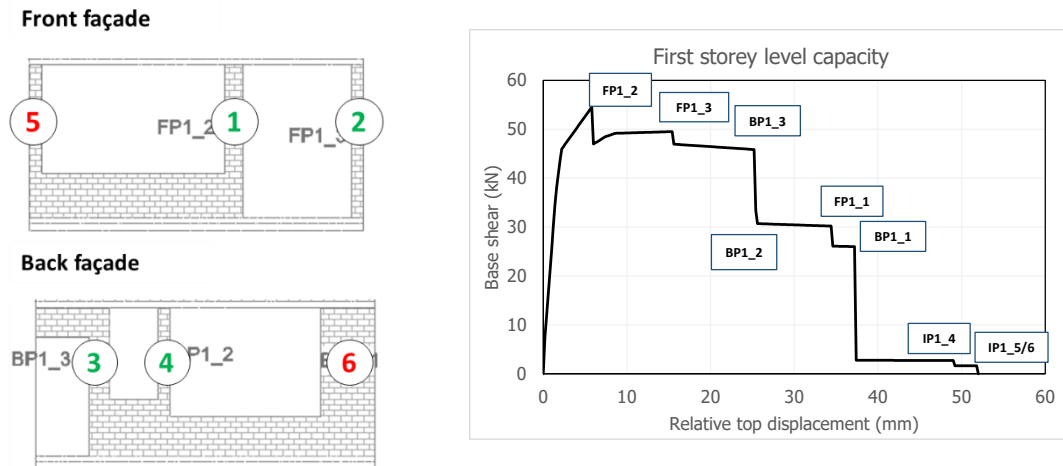 Front façade
5
FP1_2
1
FP1_3
2
Back façade
BP1_3
3
4
P1_2
6
First storey level capacity
Base shear (kN)
60
50
40
30
20
10
0
FP1_2
FP1_3
BP1_3
BP1_2
FP1_1
BP1_1
IP1_4
IP1_5/6
0 10 20 30 40 50 60
Relative top displacement (mm)